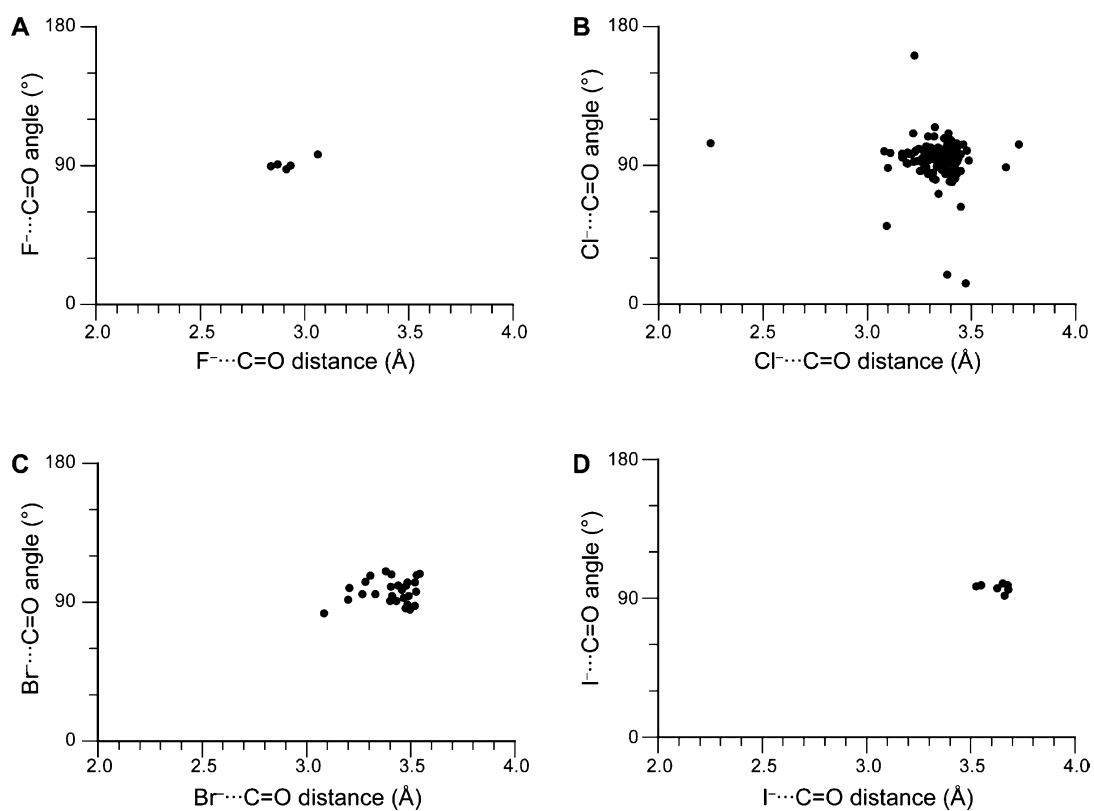 A
180
90
0
F⁻···C=O angle (°)
2.0 2.5 3.0 3.5 4.0
F⁻···C=O distance (Å)
B
180
90
0
Cl⁻···C=O angle (°)
2.0 2.5 3.0 3.5 4.0
Cl⁻···C=O distance (Å)
C
180
90
0
Br⁻···C=O angle (°)
2.0 2.5 3.0 3.5 4.0
Br⁻···C=O distance (Å)
D
180
90
0
I⁻···C=O angle (°)
2.0 2.5 3.0 3.5 4.0
I⁻···C=O distance (Å)